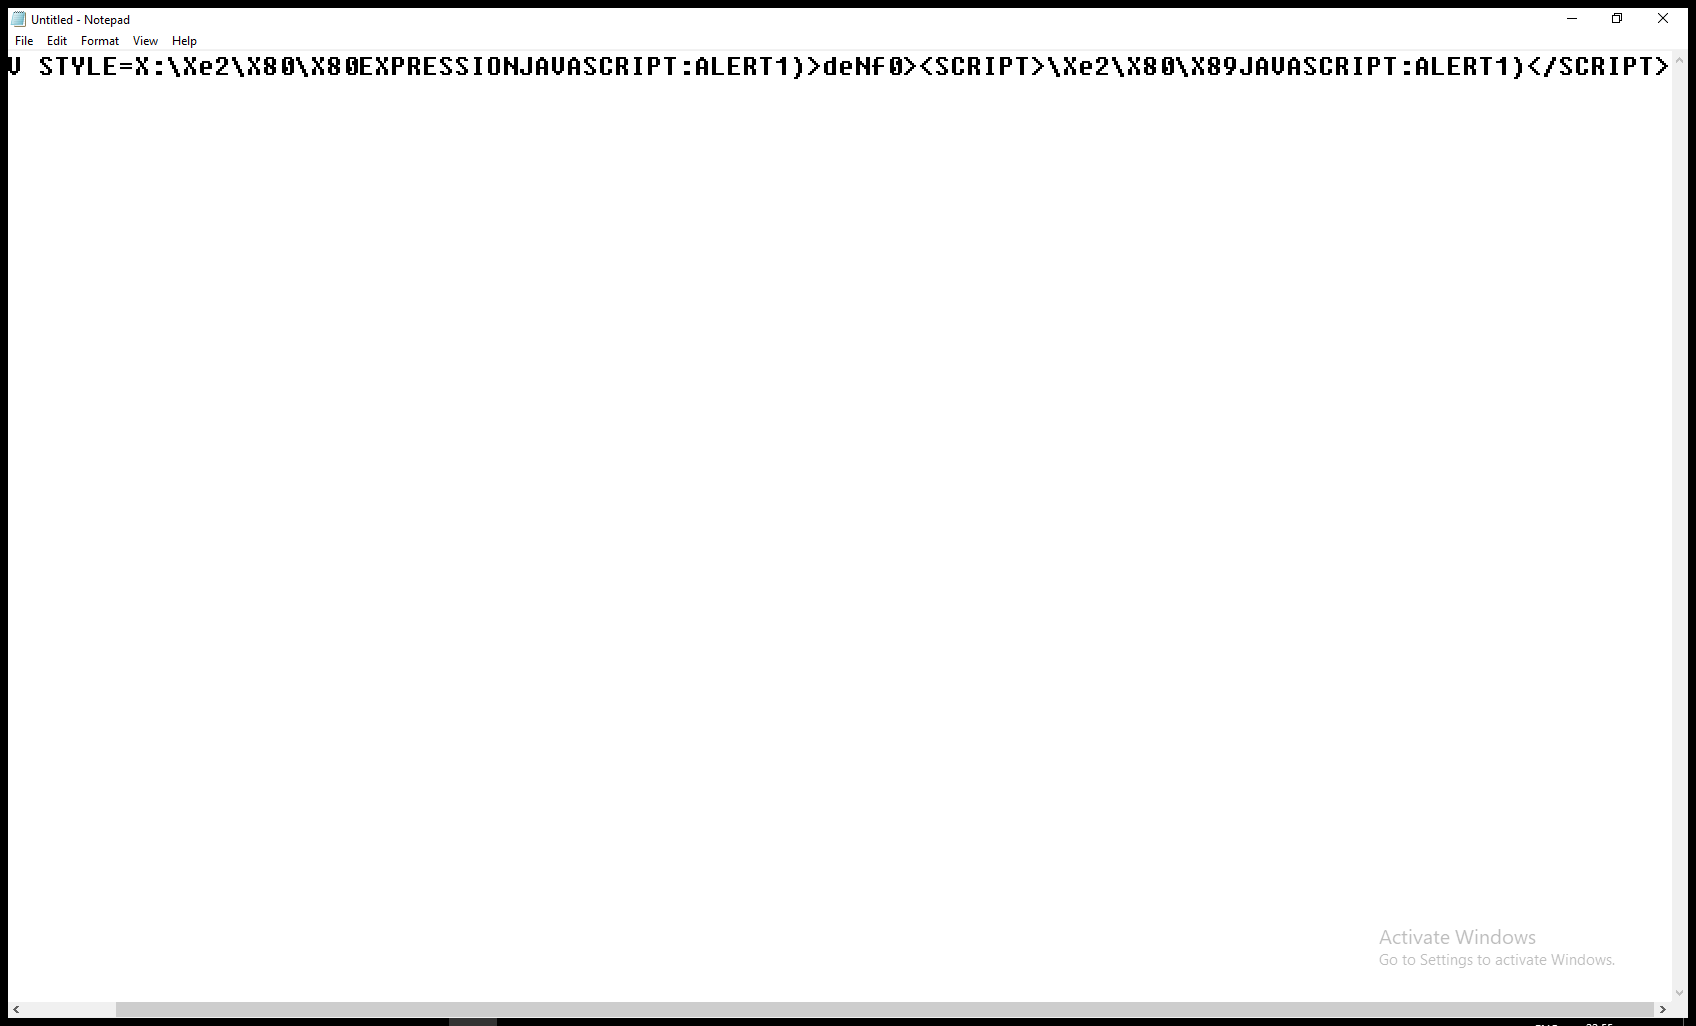 Untitled - Notepad
File Edit Format View Help
V STYLE=X:\Xe2\X80\X80EXPRESSIONJAVASCRIPT:ALERT1)>deNf0><SCRIPT>\Xe2\X80\X89JAVASCRIPT:ALERT1)</SCRIPT>
Activate Windows
Go to Settings to activate Windows.